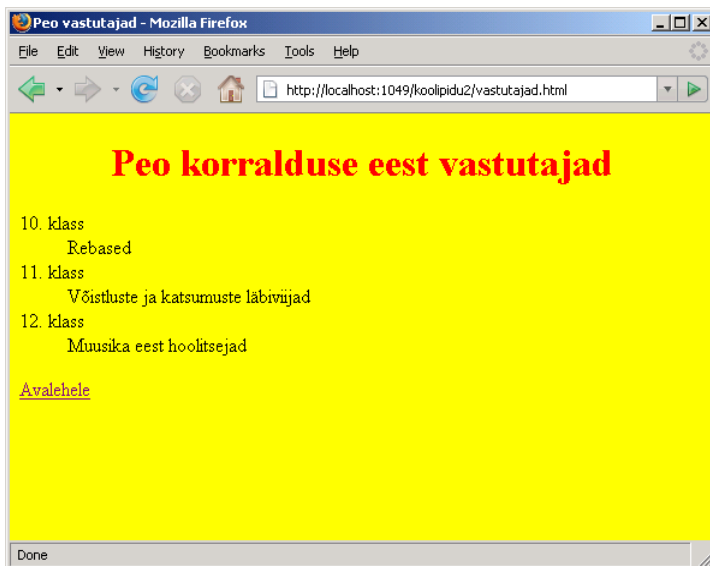 Peo vastutajad - Mozilla Firefox
File Edit View History Bookmarks Tools Help
http://localhost:1049/koolipidu2/vastutajad.html
Peo korralduse eest vastutajad
10. klass
Rebased
11. klass
Võistluste ja katsumuste läbiviijad
12. klass
Muusika eest hoolitsejad
Avalehele
Done